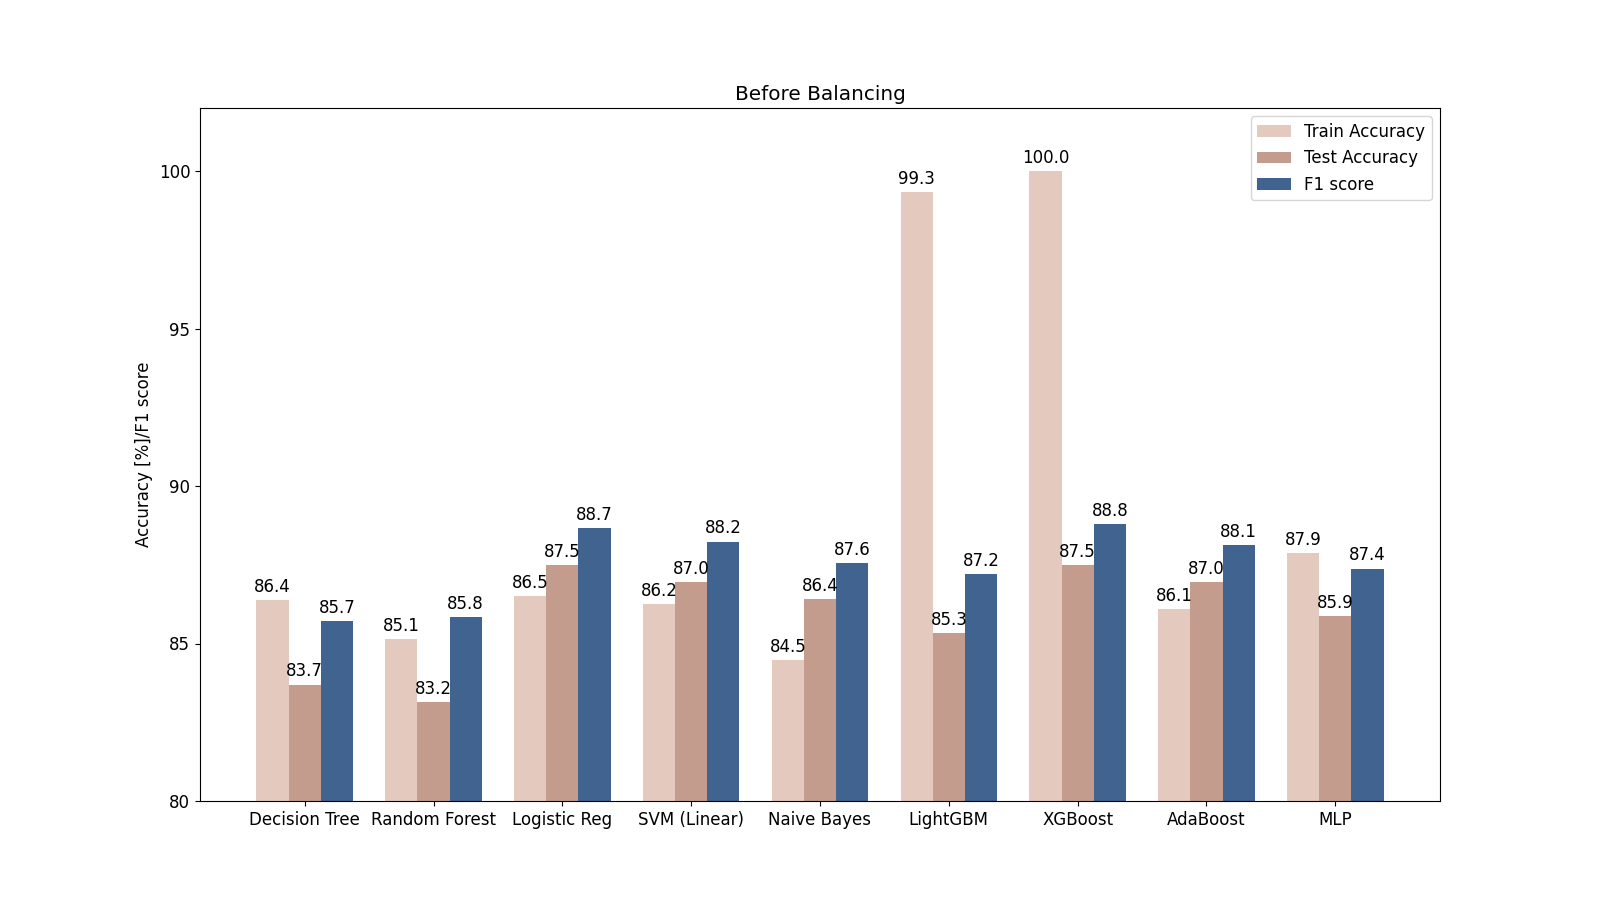 Before Balancing
Train Accuracy
Test Accuracy
F1 score
Accuracy [%]/F1 score
100
95
90
85
80
86.4 83.7 85.7
85.1 83.2 85.8
86.5 87.5 88.7
86.2 87.0 88.2
84.5 86.4 87.6
99.3 85.3 87.2
100.0 87.5 88.8
86.1 87.0 88.1
87.9 85.9 87.4
Decision Tree Random Forest Logistic Reg SVM (Linear) Naive Bayes LightGBM XGBoost AdaBoost MLP